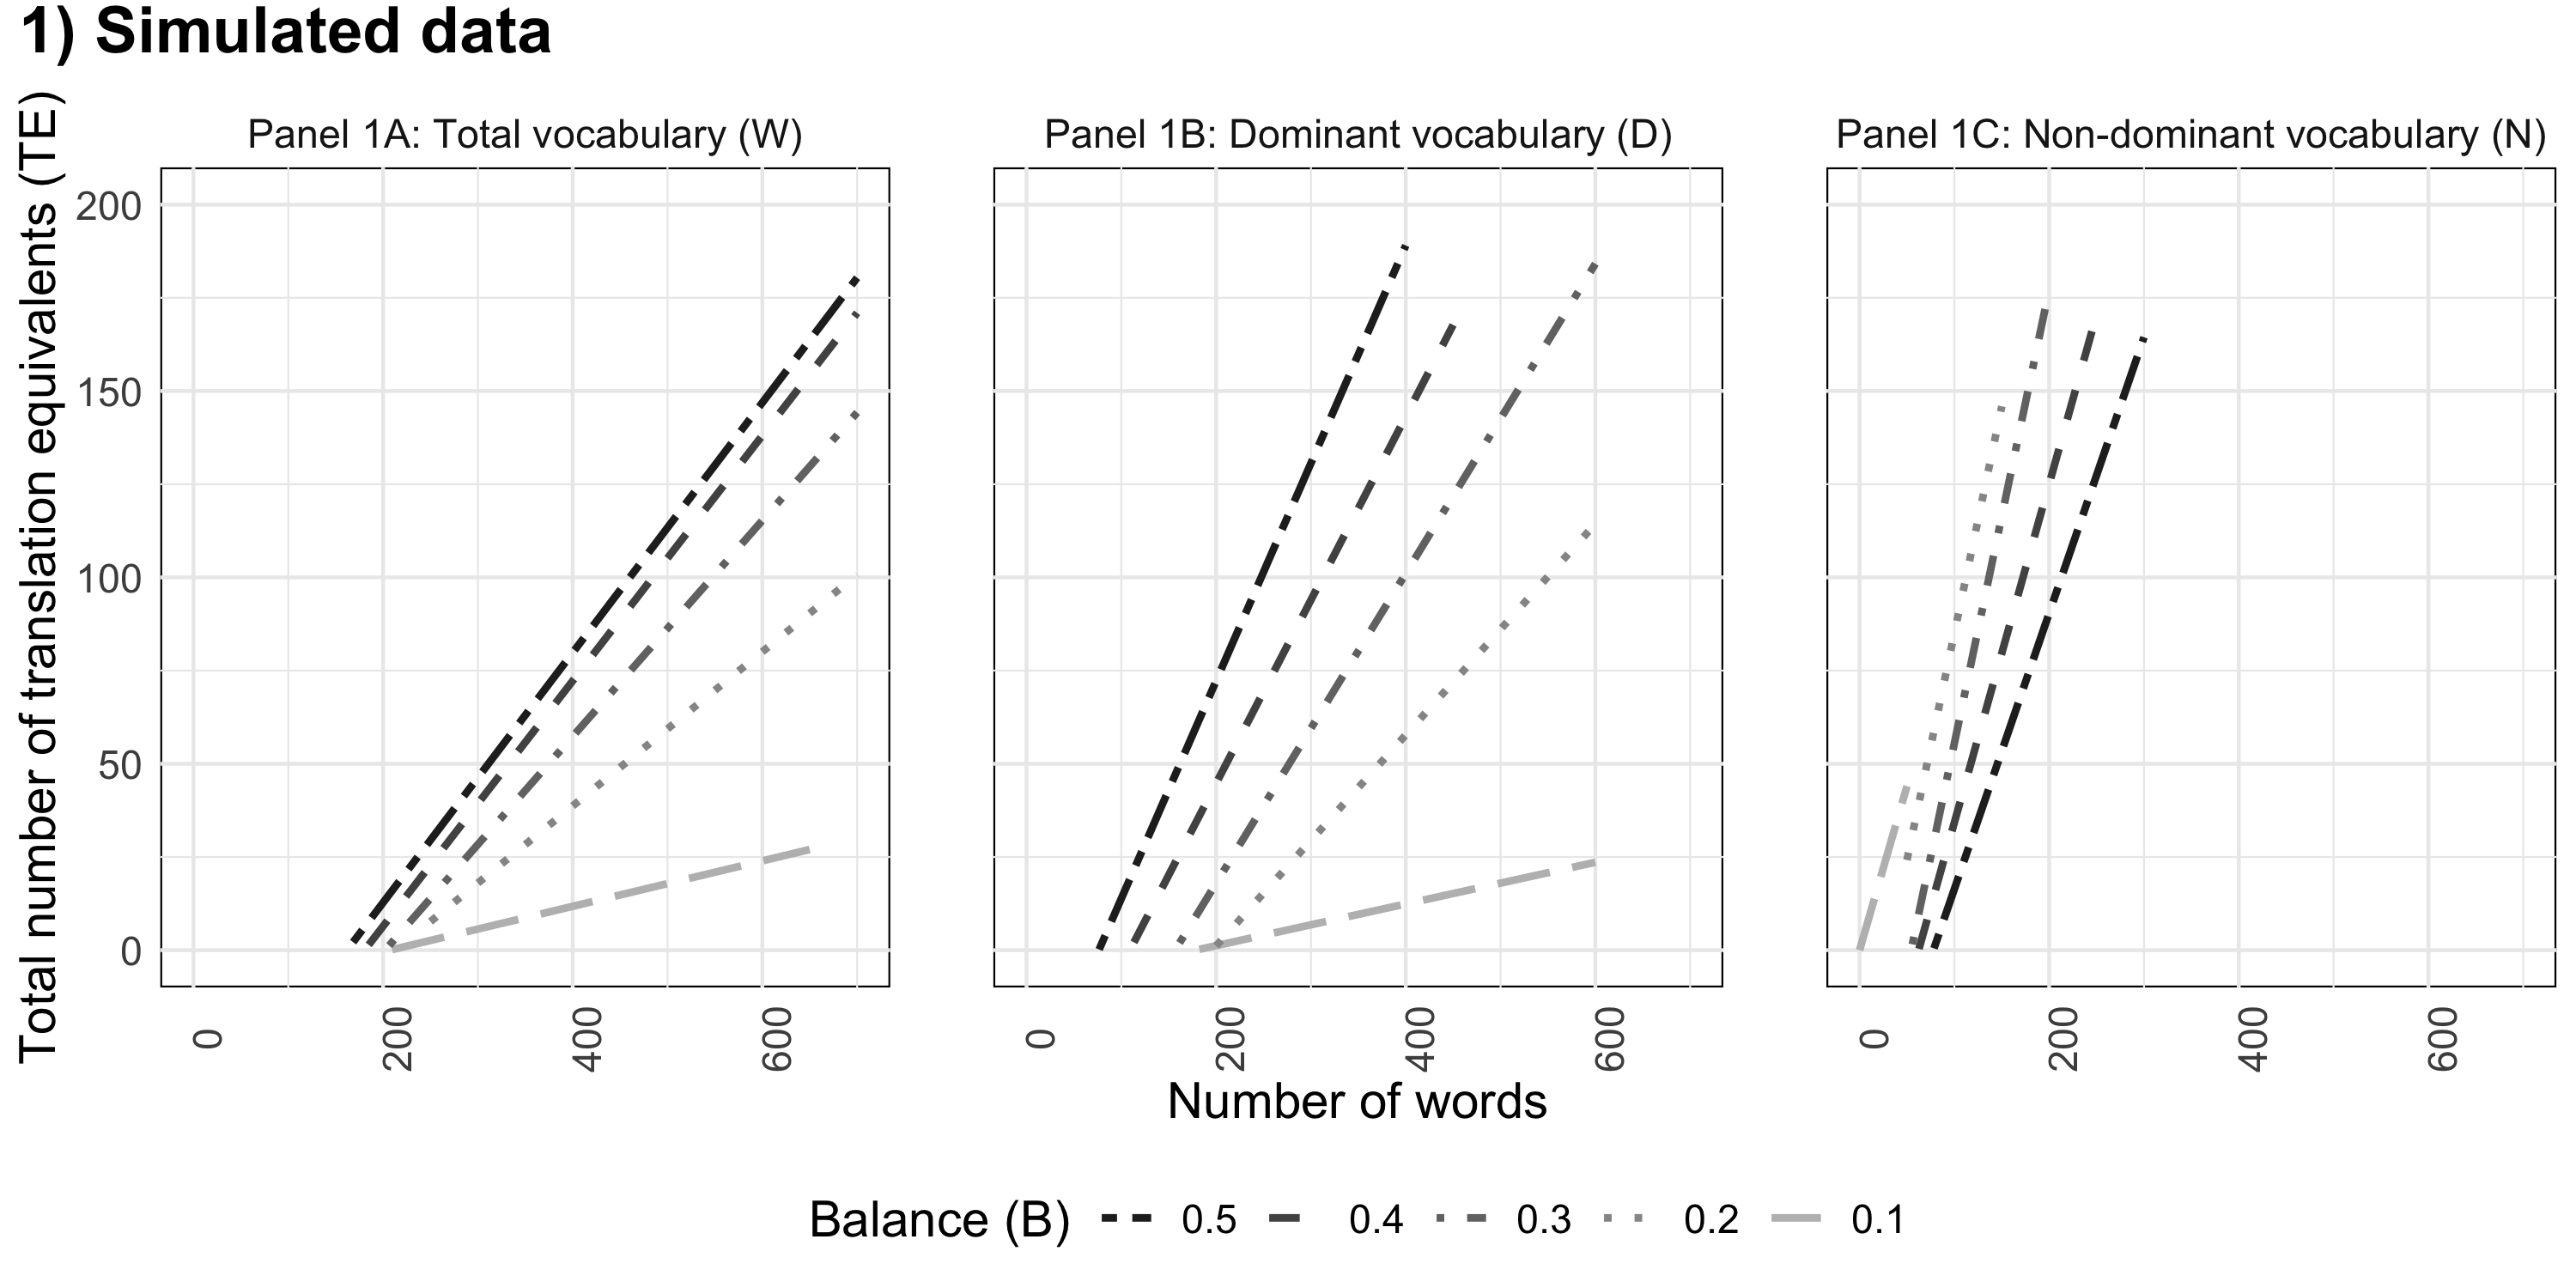 1) Simulated data
Total number of translation equivalents (TE)
Panel 1A: Total vocabulary (W)
Panel 1B: Dominant vocabulary (D)
Panel 1C: Non-dominant vocabulary (N)
200
150
100
50
0
0 200 400 600
0 200 400 600
0 200 400 600
Number of words
Balance (B) 0.5 0.4 0.3 0.2 0.1